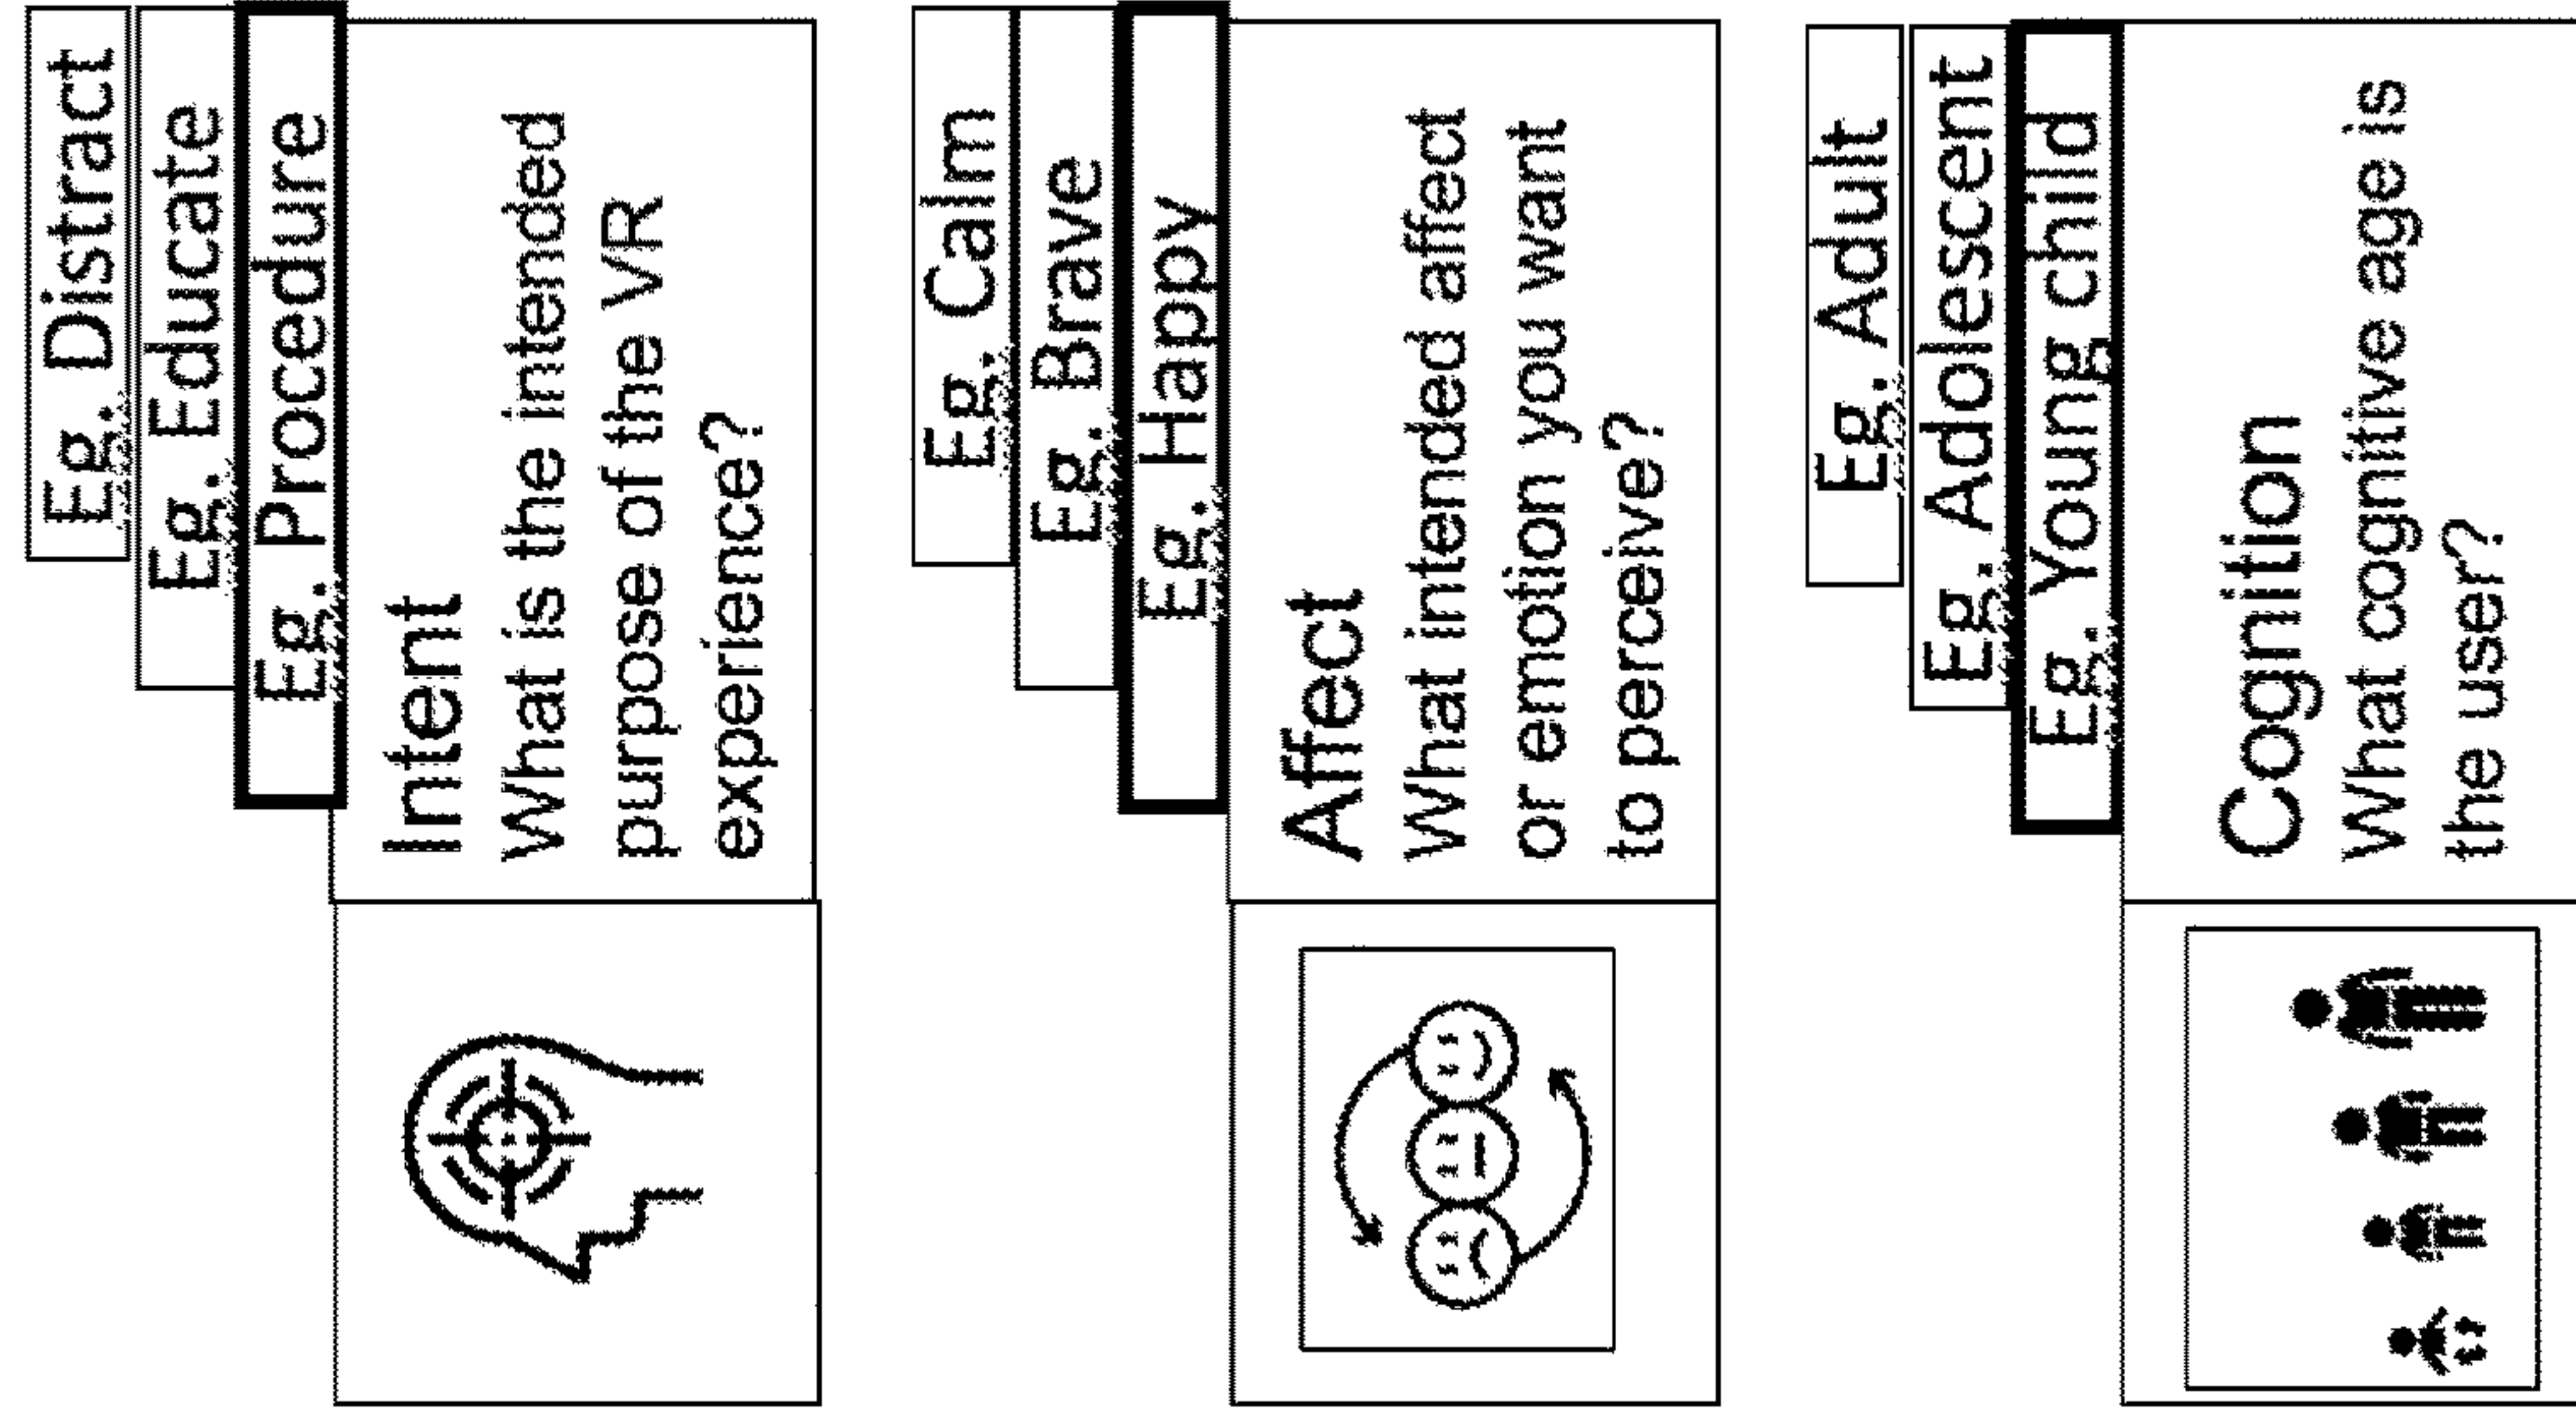 Eg. Distract
Eg. Educate
Eg. Procedure
Intent
What is the intended
purpose of the VR
experience?
Eg. Calm
Eg. Brave
Eg. Happy
Affect
What intended affect
or emotion you want
to perceive?
Eg. Adult
Eg. Adolescent
Eg. Young child
Cognition
What cognitive age is
the user?